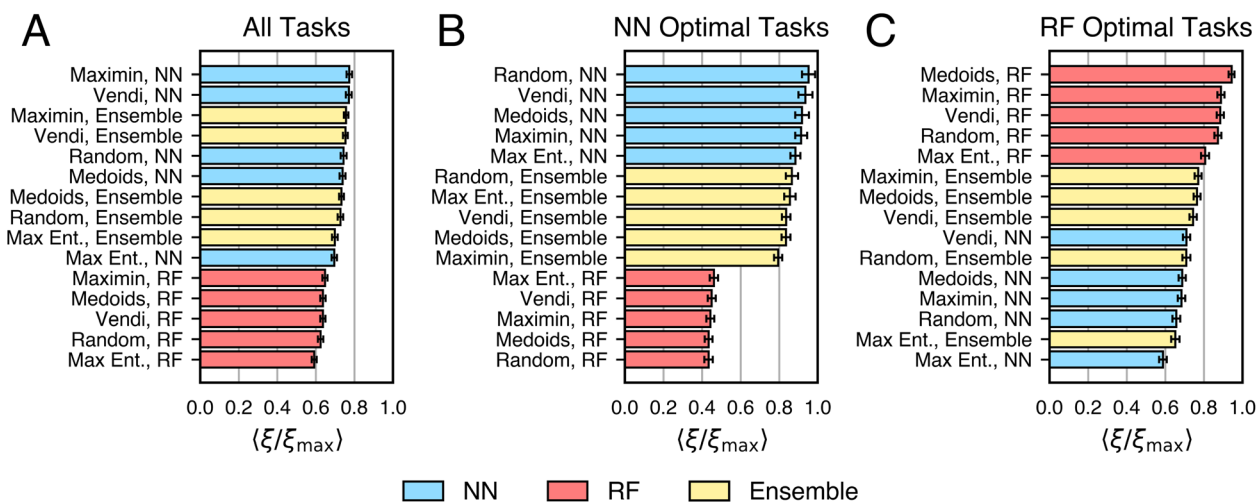 A
All Tasks
Maximin, NN
Vendi, NN
Maximin, Ensemble
Vendi, Ensemble
Random, NN
Medoids, NN
Medoids, Ensemble
Random, Ensemble
Max Ent., Ensemble
Max Ent., NN
Maximin, RF
Medoids, RF
Vendi, RF
Random, RF
Max Ent., RF
0.0 0.2 0.4 0.6 0.8 1.0
⟨ξ/ξmax⟩
B
NN Optimal Tasks
Random, NN
Vendi, NN
Medoids, NN
Maximin, NN
Max Ent., NN
Random, Ensemble
Max Ent., Ensemble
Vendi, Ensemble
Medoids, Ensemble
Maximin, Ensemble
Max Ent., RF
Vendi, RF
Maximin, RF
Medoids, RF
Random, RF
0.0 0.2 0.4 0.6 0.8 1.0
⟨ξ/ξmax⟩
C
RF Optimal Tasks
Medoids, RF
Maximin, RF
Vendi, RF
Random, RF
Max Ent., RF
Maximin, Ensemble
Medoids, Ensemble
Vendi, Ensemble
Vendi, NN
Random, Ensemble
Medoids, NN
Maximin, NN
Random, NN
Max Ent., Ensemble
Max Ent., NN
0.0 0.2 0.4 0.6 0.8 1.0
⟨ξ/ξmax⟩
NN RF Ensemble